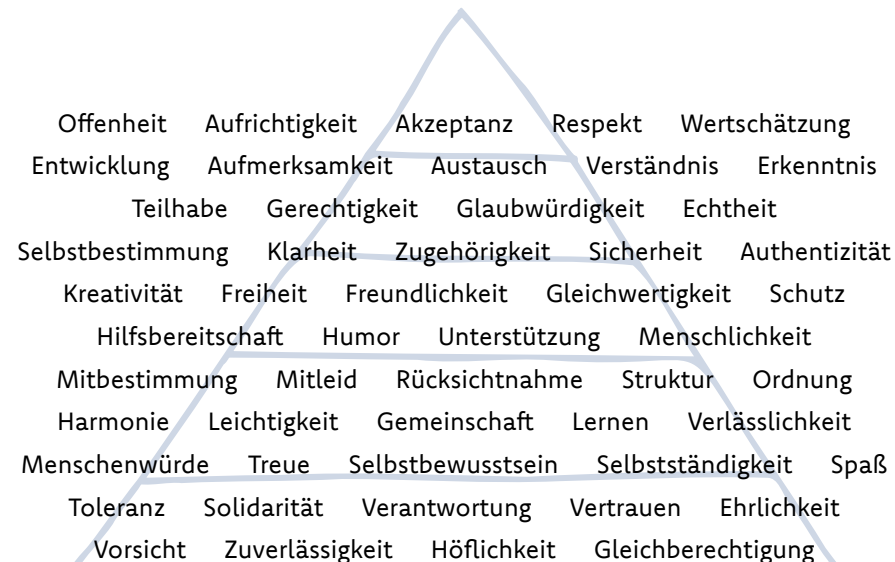 Offenheit Aufrichtigkeit Akzeptanz Respekt Wertschätzung
Entwicklung Aufmerksamkeit Austausch Verständnis Erkenntnis
Teilhabe Gerechtigkeit Glaubwürdigkeit Echtheit
Selbstbestimmung Klarheit Zugehörigkeit Sicherheit Authentizität
Kreativität Freiheit Freundlichkeit Gleichwertigkeit Schutz
Hilfsbereitschaft Humor Unterstützung Menschlichkeit
Mitbestimmung Mitleid Rücksichtnahme Struktur Ordnung
Harmonie Leichtigkeit Gemeinschaft Lernen Verlässlichkeit
Menschenwürde Treue Selbstbewusstsein Selbstständigkeit Spaß
Toleranz Solidarität Verantwortung Vertrauen Ehrlichkeit
Vorsicht Zuverlässigkeit Höflichkeit Gleichberechtigung